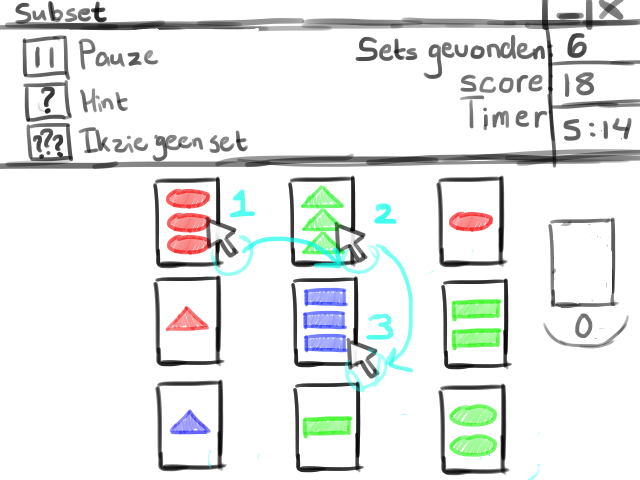 Subset
Pauze
Sets gevonden 6
? Hint
score 18
Timer 5:14
??? Ik zie geen set
1
2
3
0